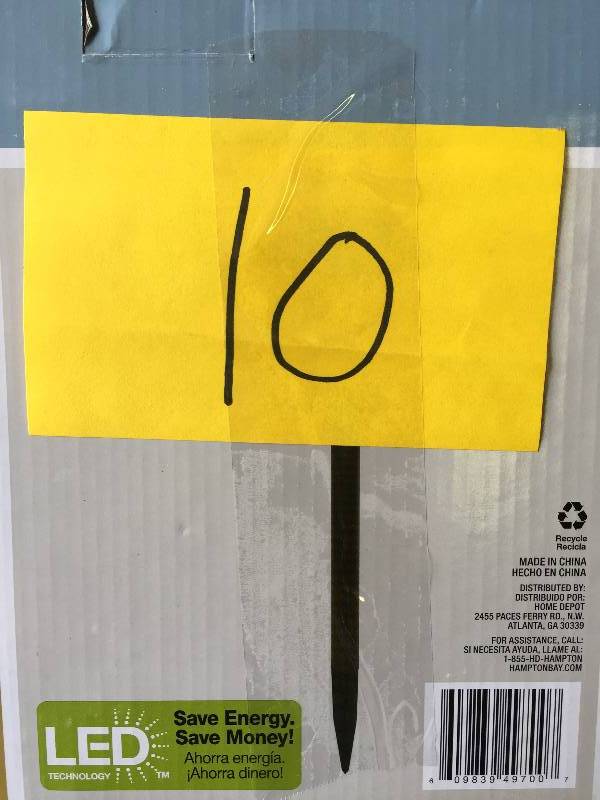 10
Recycle
Recicla
MADE IN CHINA
HECHO EN CHINA
DISTRIBUTED BY:
DISTRIBUIDO POR:
HOME DEPOT
2455 PACES FERRY RD., N.W.
ATLANTA, GA 30339
FOR ASSISTANCE, CALL:
SI NECESITA AYUDA, LLAME AL:
1-855-HD-HAMPTON
HAMPTONBAY.COM
LED
TECHNOLOGY TM
Save Energy.
Save Money!
Ahorra energía.
¡Ahorra dinero!
6 09839 49700 7